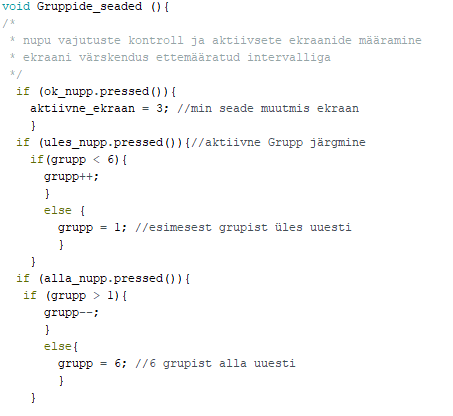 void Gruppide_seaded (){
/*
 * nupu vajutuste kontroll ja aktiivsete ekraanide määramine
 * ekraani värskendus ettemääratud intervalliga
 */
  if (ok_nupp.pressed()){
    aktiivne_ekraan = 3; //min seade muutmis ekraan
    }
  if (ules_nupp.pressed()){//aktiivne Grupp järgmine
    if(grupp < 6){
      grupp++;
      }
      else {
        grupp = 1; //esimesest grupist üles uuesti
        }
    }
  if (alla_nupp.pressed()){
   if (grupp > 1){
      grupp--;
      }
      else{
        grupp = 6; //6 grupist alla uuesti
        }
    }